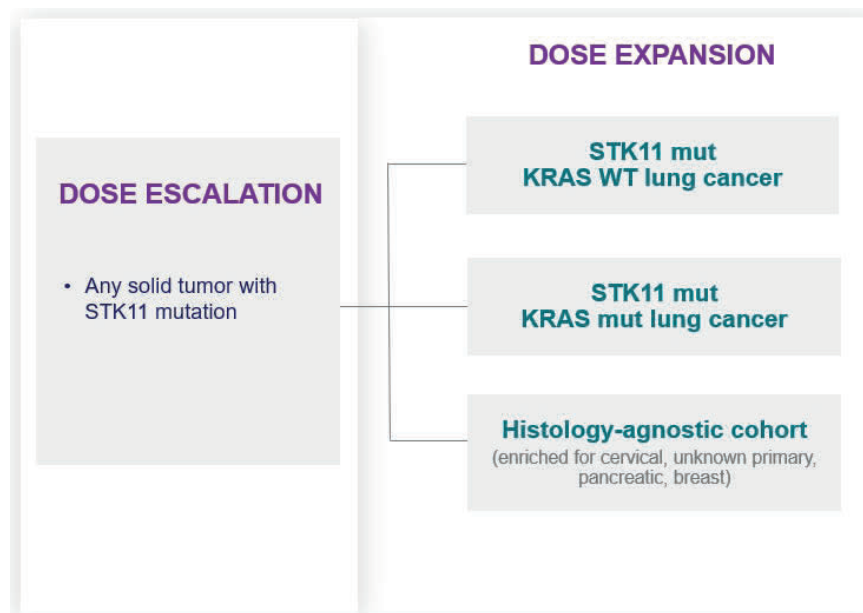 DOSE ESCALATION
• Any solid tumor with
STK11 mutation
DOSE EXPANSION
STK11 mut
KRAS WT lung cancer
STK11 mut
KRAS mut lung cancer
Histology-agnostic cohort
(enriched for cervical, unknown primary,
pancreatic, breast)